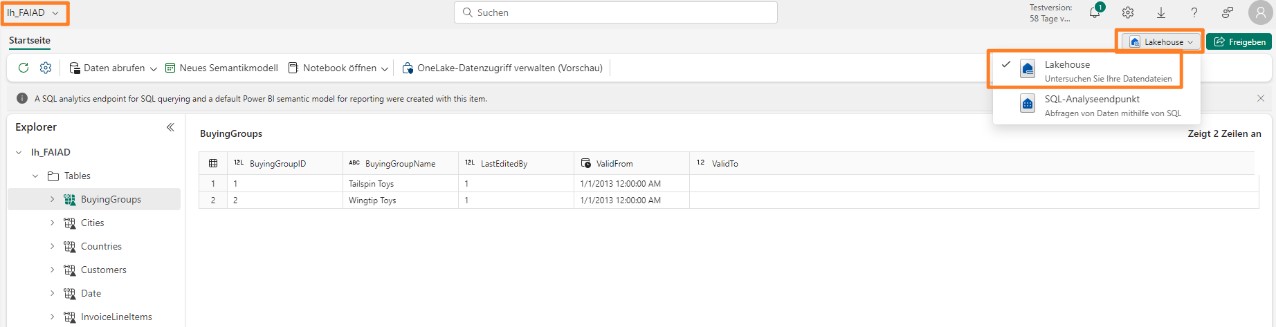 lh_FAIAD
Suchen
Testversion:
58 Tage v...
1
Startseite
Lakehouse
Freigeben
Daten abrufen
Neues Semantikmodell
Notebook öffnen
OneLake-Datenzugriff verwalten (Vorschau)
Lakehouse
Untersuchen Sie Ihre Datendateien
SQL-Analyseendpunkt
Abfragen von Daten mithilfe von SQL
A SQL analytics endpoint for SQL querying and a default Power BI semantic model for reporting were created with this item.
Explorer
lh_FAIAD
Tables
BuyingGroups
Cities
Countries
Customers
Date
InvoiceLineItems
BuyingGroups
Zeigt 2 Zeilen an
12L BuyingGroupID ABC BuyingGroupName 12L LastEditedBy ValidFrom 12 ValidTo
1 1 Tailspin Toys 1 1/1/2013 12:00:00 AM
2 2 Wingtip Toys 1 1/1/2013 12:00:00 AM